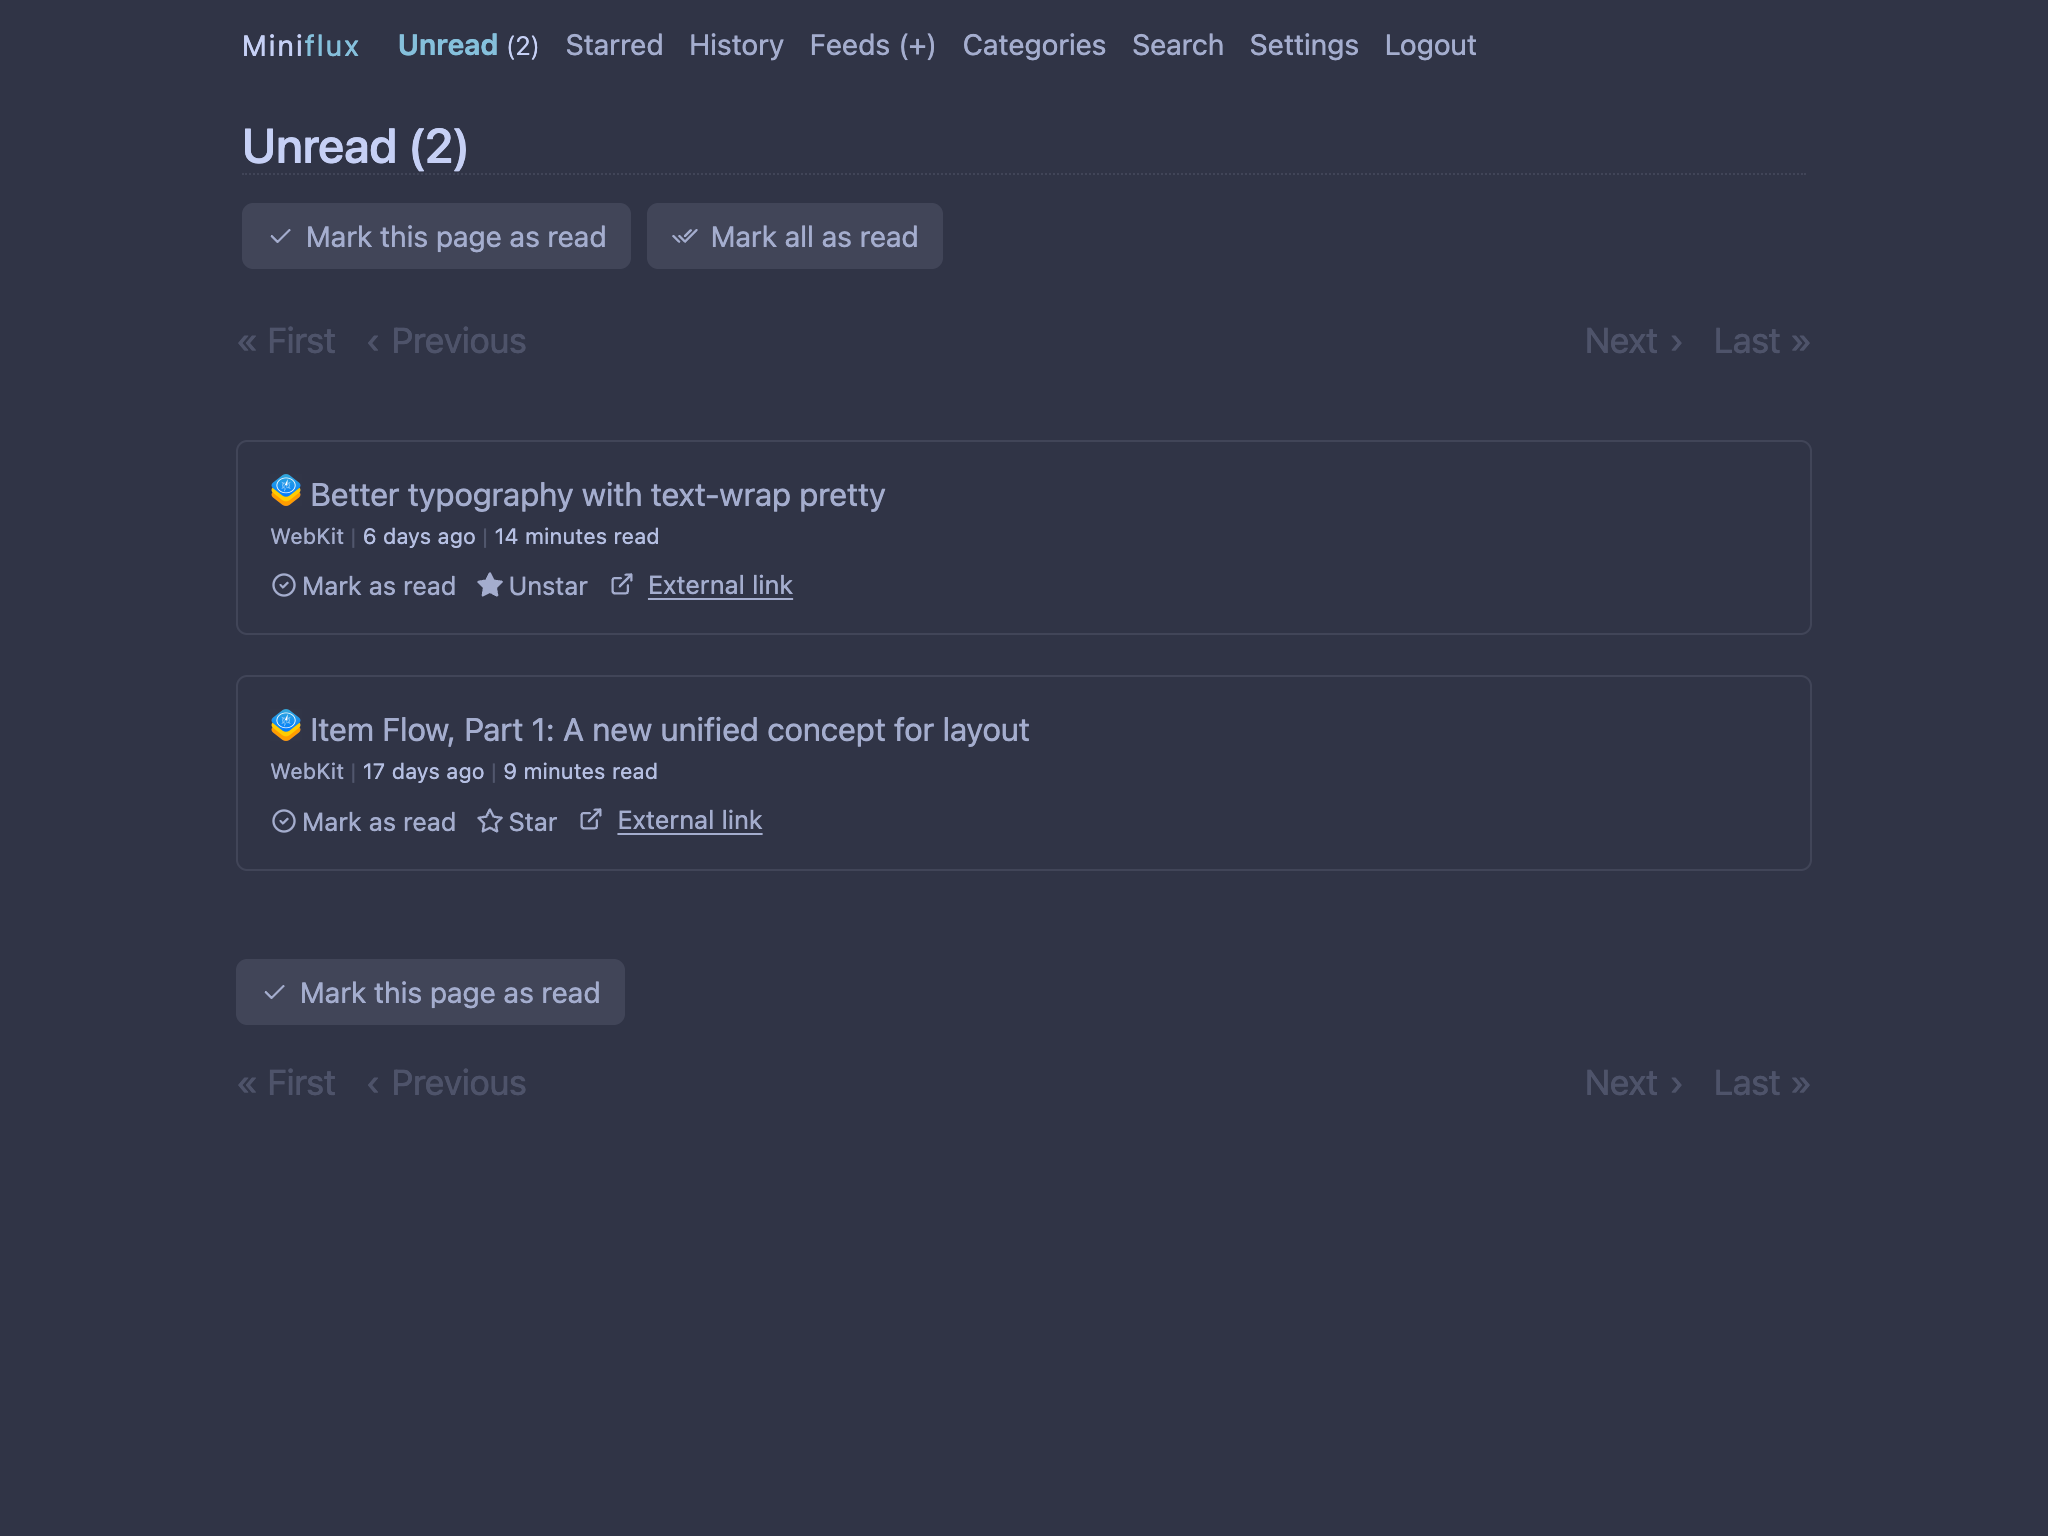 Miniflux Unread (2) Starred History Feeds (+) Categories Search Settings Logout
Unread (2)
Mark this page as read Mark all as read
« First ‹ Previous Next › Last »
Better typography with text-wrap pretty
WebKit | 6 days ago | 14 minutes read
Mark as read Unstar External link
Item Flow, Part 1: A new unified concept for layout
WebKit | 17 days ago | 9 minutes read
Mark as read Star External link
Mark this page as read
« First ‹ Previous Next › Last »